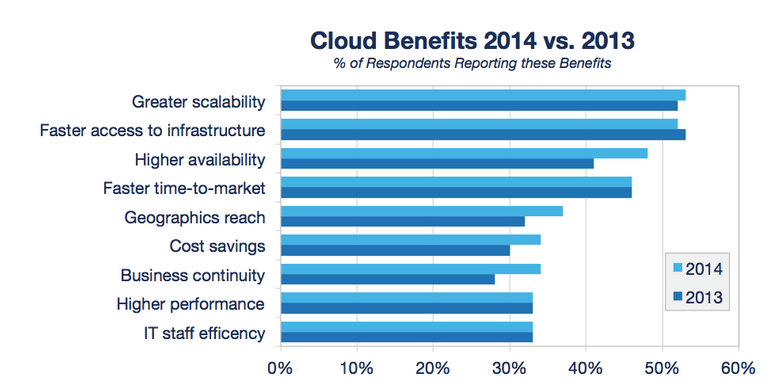 Cloud Benefits 2014 vs. 2013
% of Respondents Reporting these Benefits
Greater scalability
Faster access to infrastructure
Higher availability
Faster time-to-market
Geographics reach
Cost savings
Business continuity
Higher performance
IT staff efficency
2014
2013
0% 10% 20% 30% 40% 50% 60%